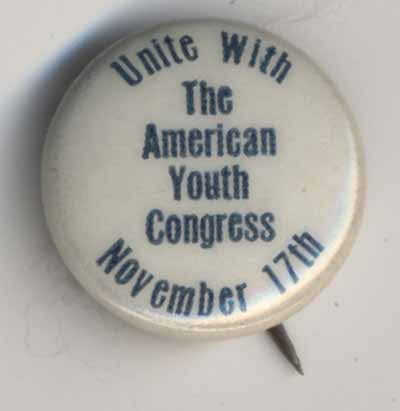 Unite With
The
American
Youth
Congress
November 17th